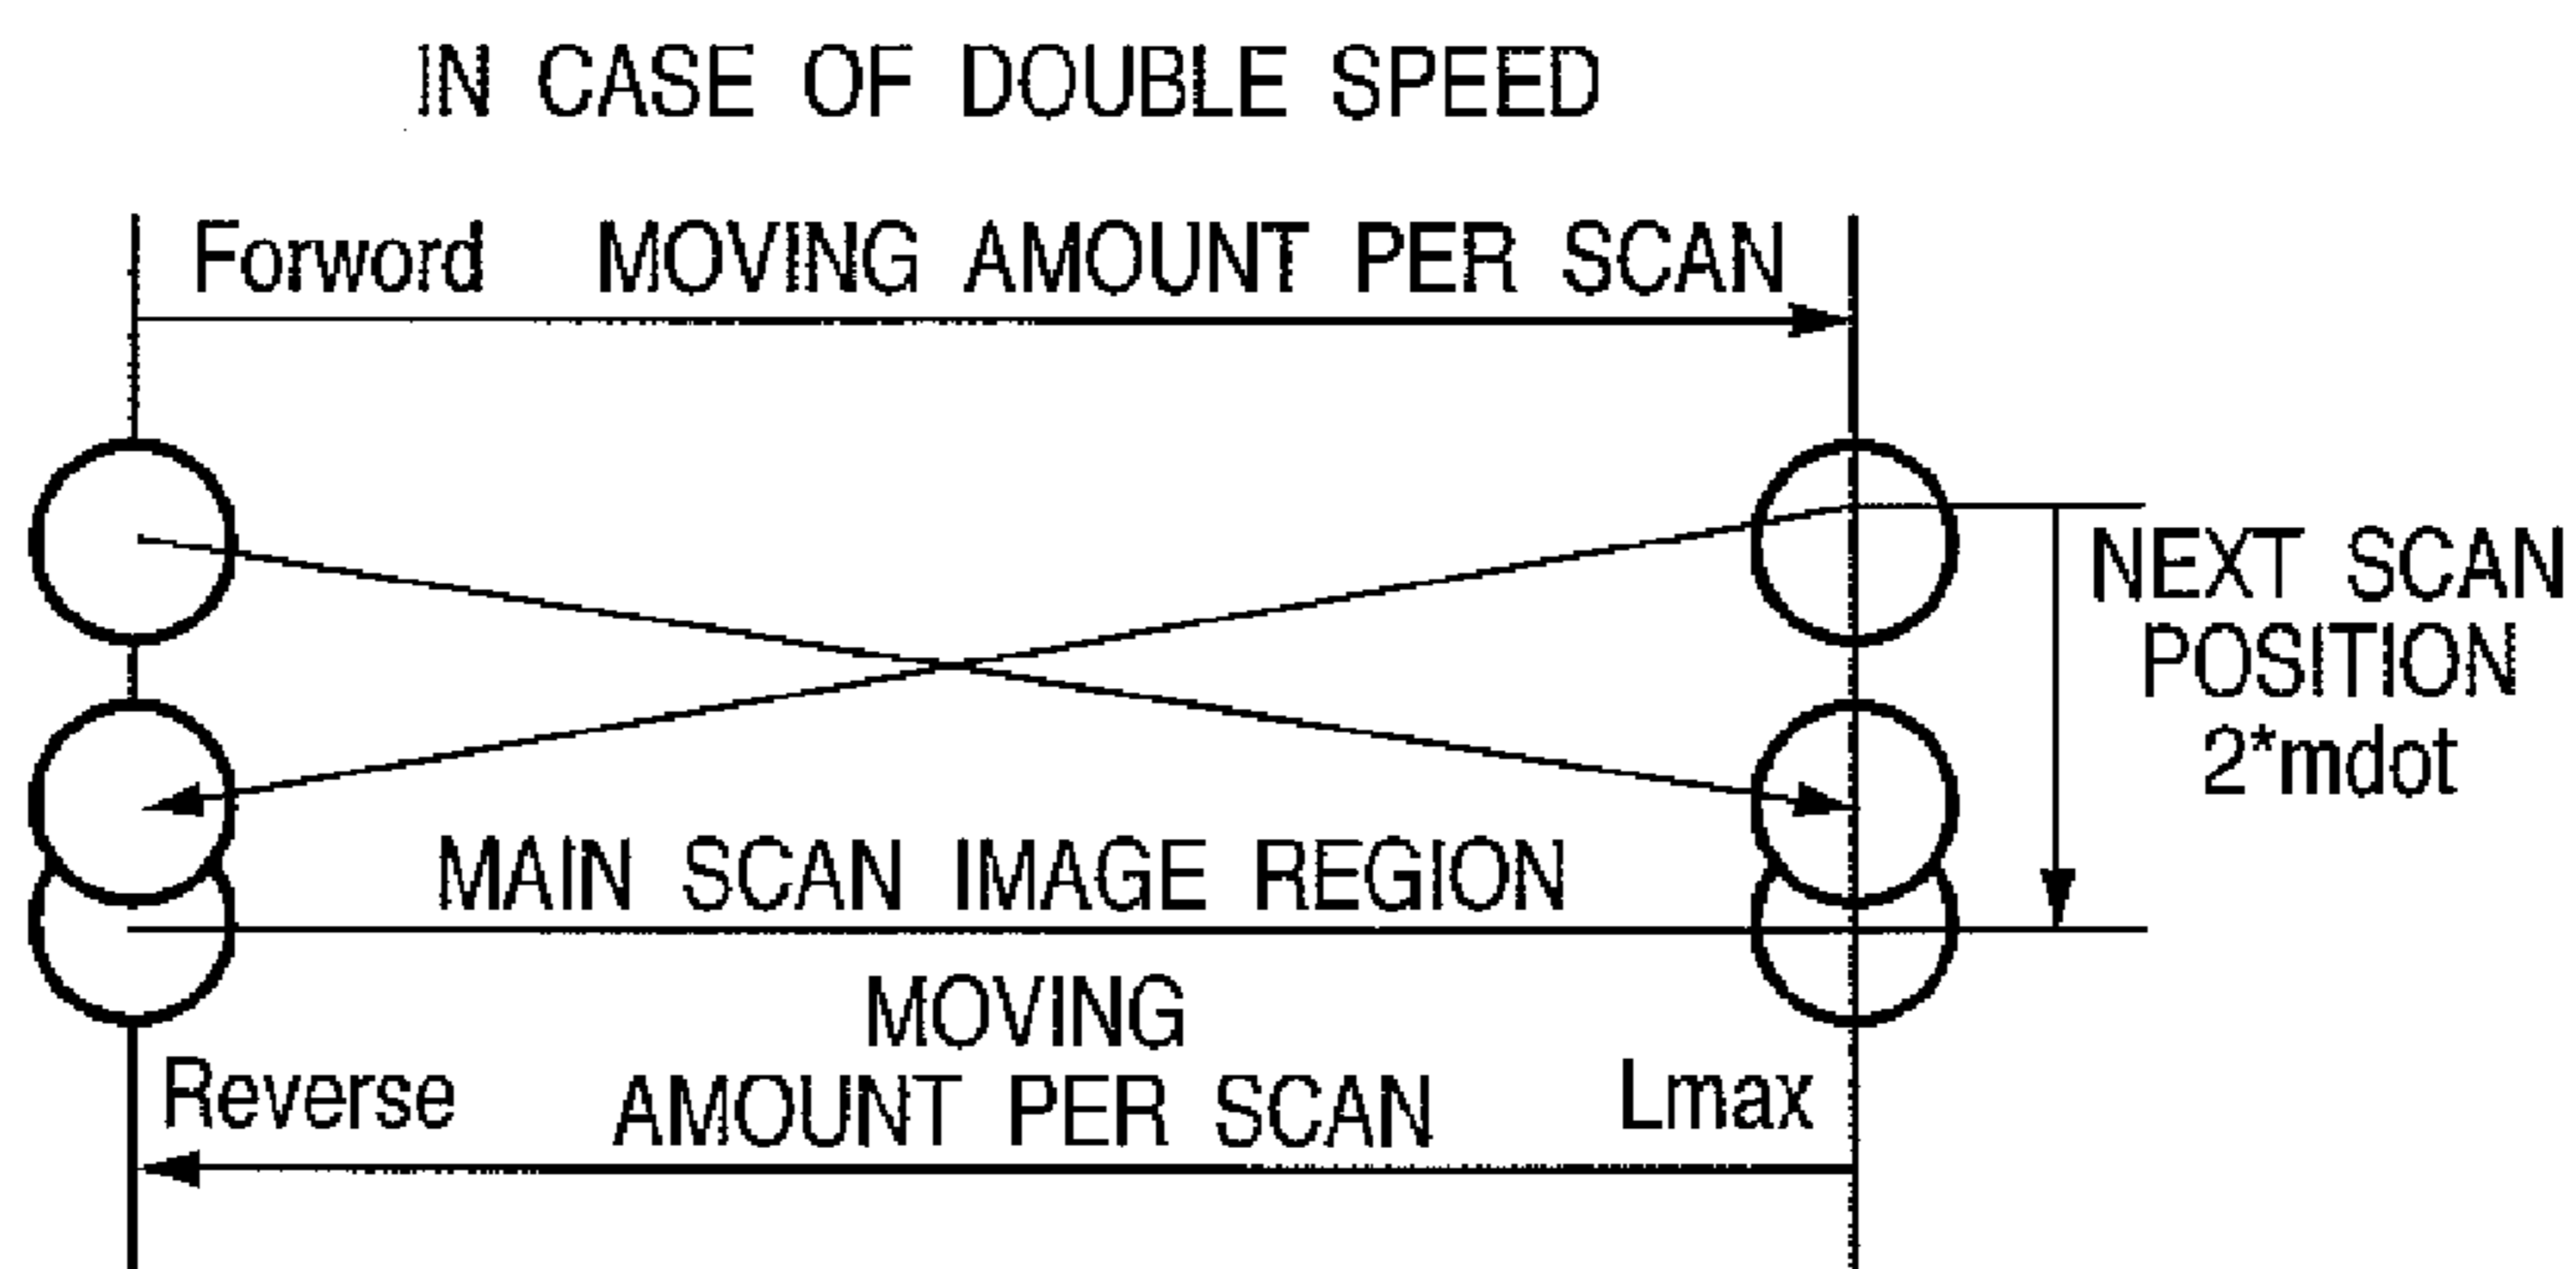 IN CASE OF DOUBLE SPEED
Forword MOVING AMOUNT PER SCAN
NEXT SCAN
POSITION
2*mdot
MAIN SCAN IMAGE REGION
MOVING
Reverse AMOUNT PER SCAN Lmax